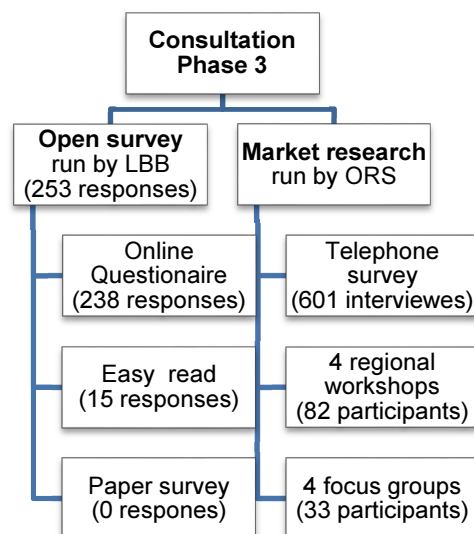 Consultation
Phase 3
Open survey
run by LBB
(253 responses)
Market research
run by ORS
Online
Questionaire
(238 responses)
Telephone
survey
(601 interviewes)
Easy read
(15 responses)
4 regional
workshops
(82 participants)
Paper survey
(0 respones)
4 focus groups
(33 participants)